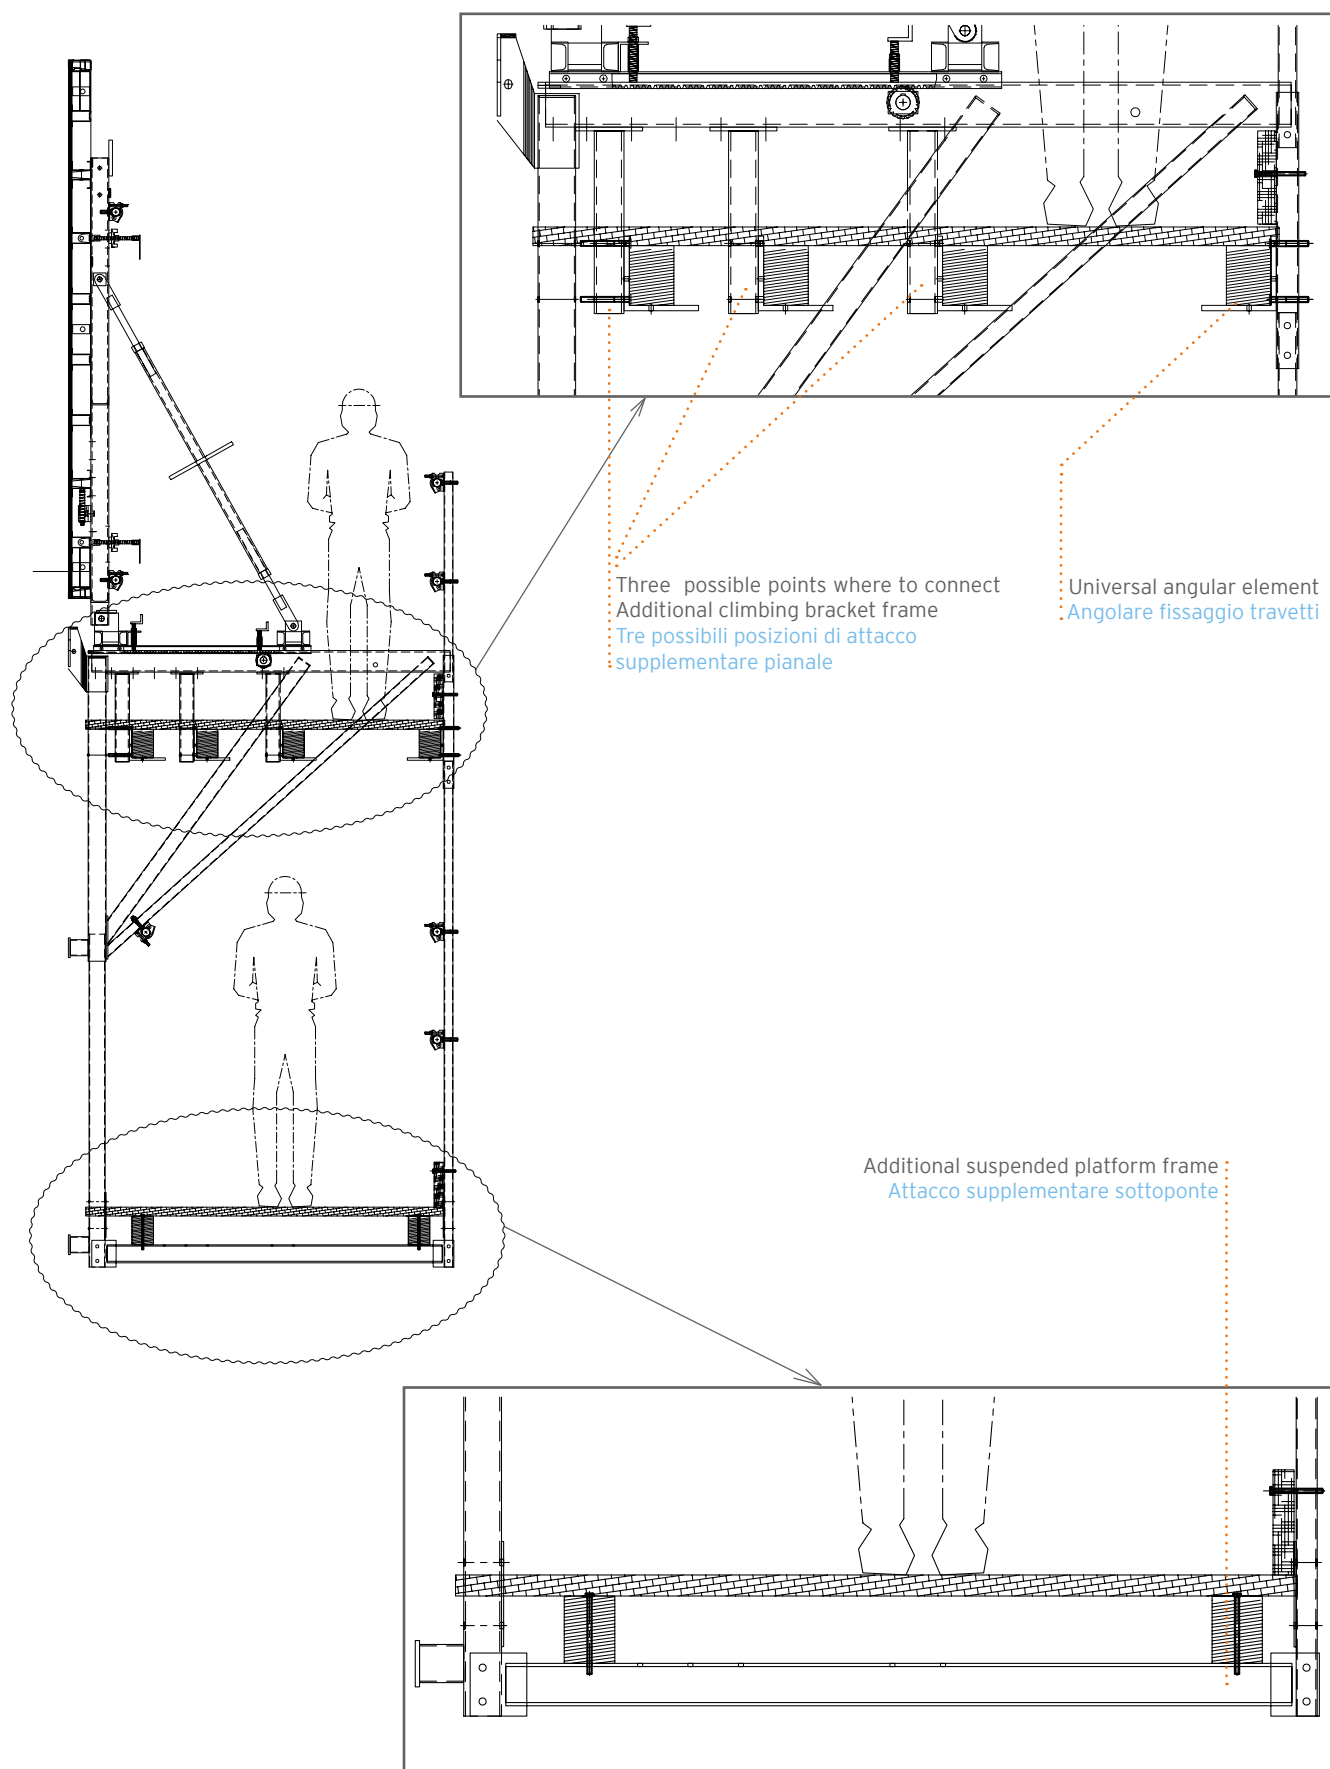 Three possible points where to connect
Additional climbing bracket frame
Tre possibili posizioni di attacco
supplementare pianale
Universal angular element
Angolare fissaggio travetti
Additional suspended platform frame
Attacco supplementare sottoponte